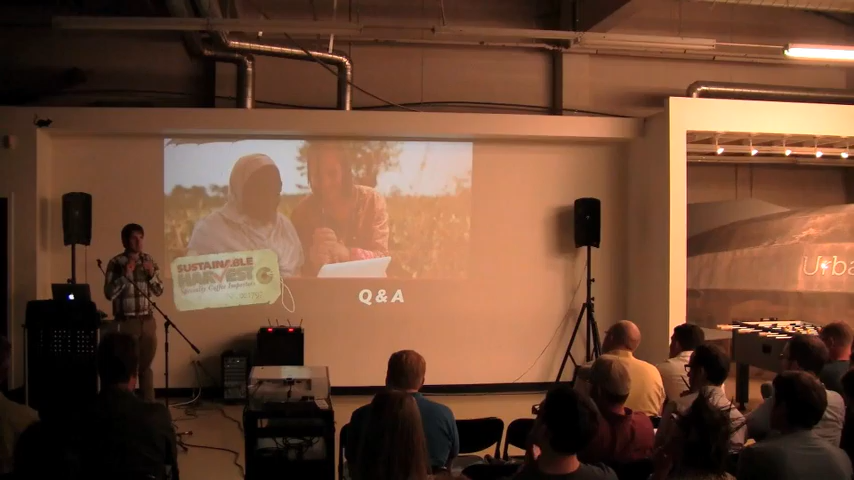 SUSTAINABLE
HARVEST
Specialty Coffee Importers
Q & A
Urba